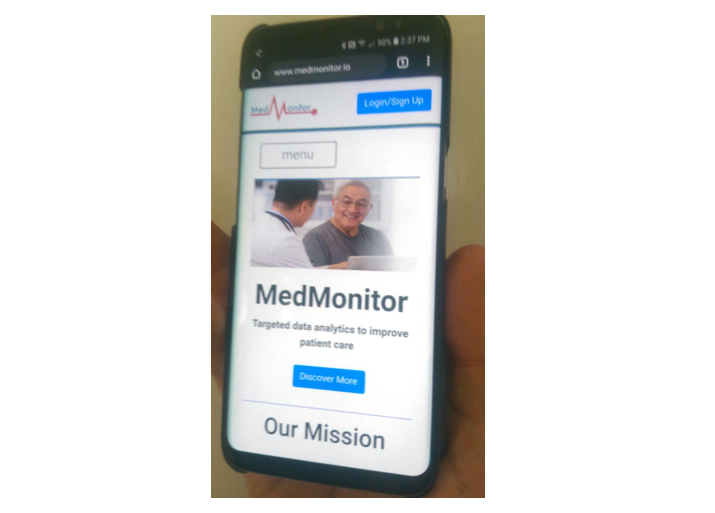 90% 2:37 PM
www.medmonitor.io
MedMonitor
Login/Sign Up
menu
MedMonitor
Targeted data analytics to improve
patient care
Discover More
Our Mission